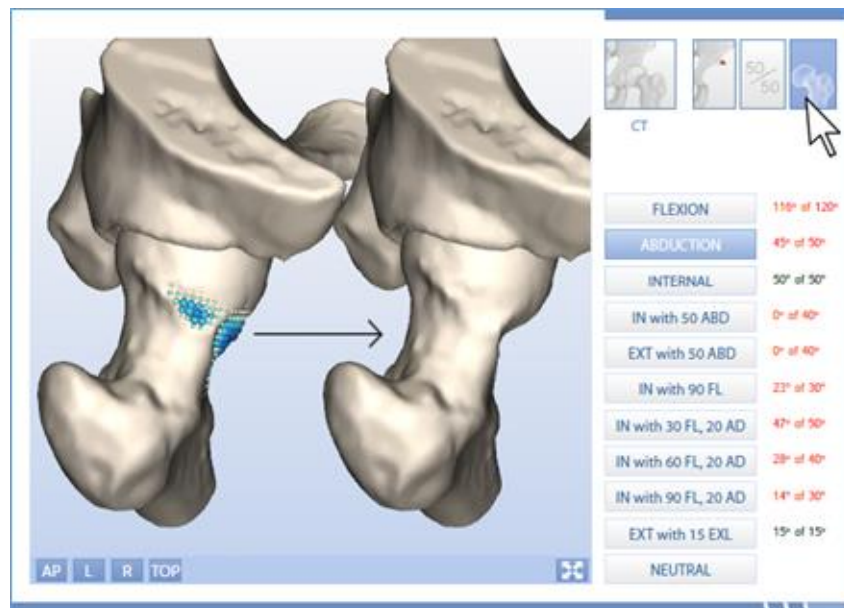 50/50
CT
FLEXION 116° of 120°
ABDUCTION 45° of 50°
INTERNAL 50° of 50°
IN with 50 ABD 0° of 40°
EXT with 50 ABD 0° of 40°
IN with 90 FL 23° of 30°
IN with 30 FL, 20 AD 47° of 50°
IN with 60 FL, 20 AD 28° of 40°
IN with 90 FL, 20 AD 14° of 30°
EXT with 15 EXL 15° of 15°
NEUTRAL
AP L R TOP